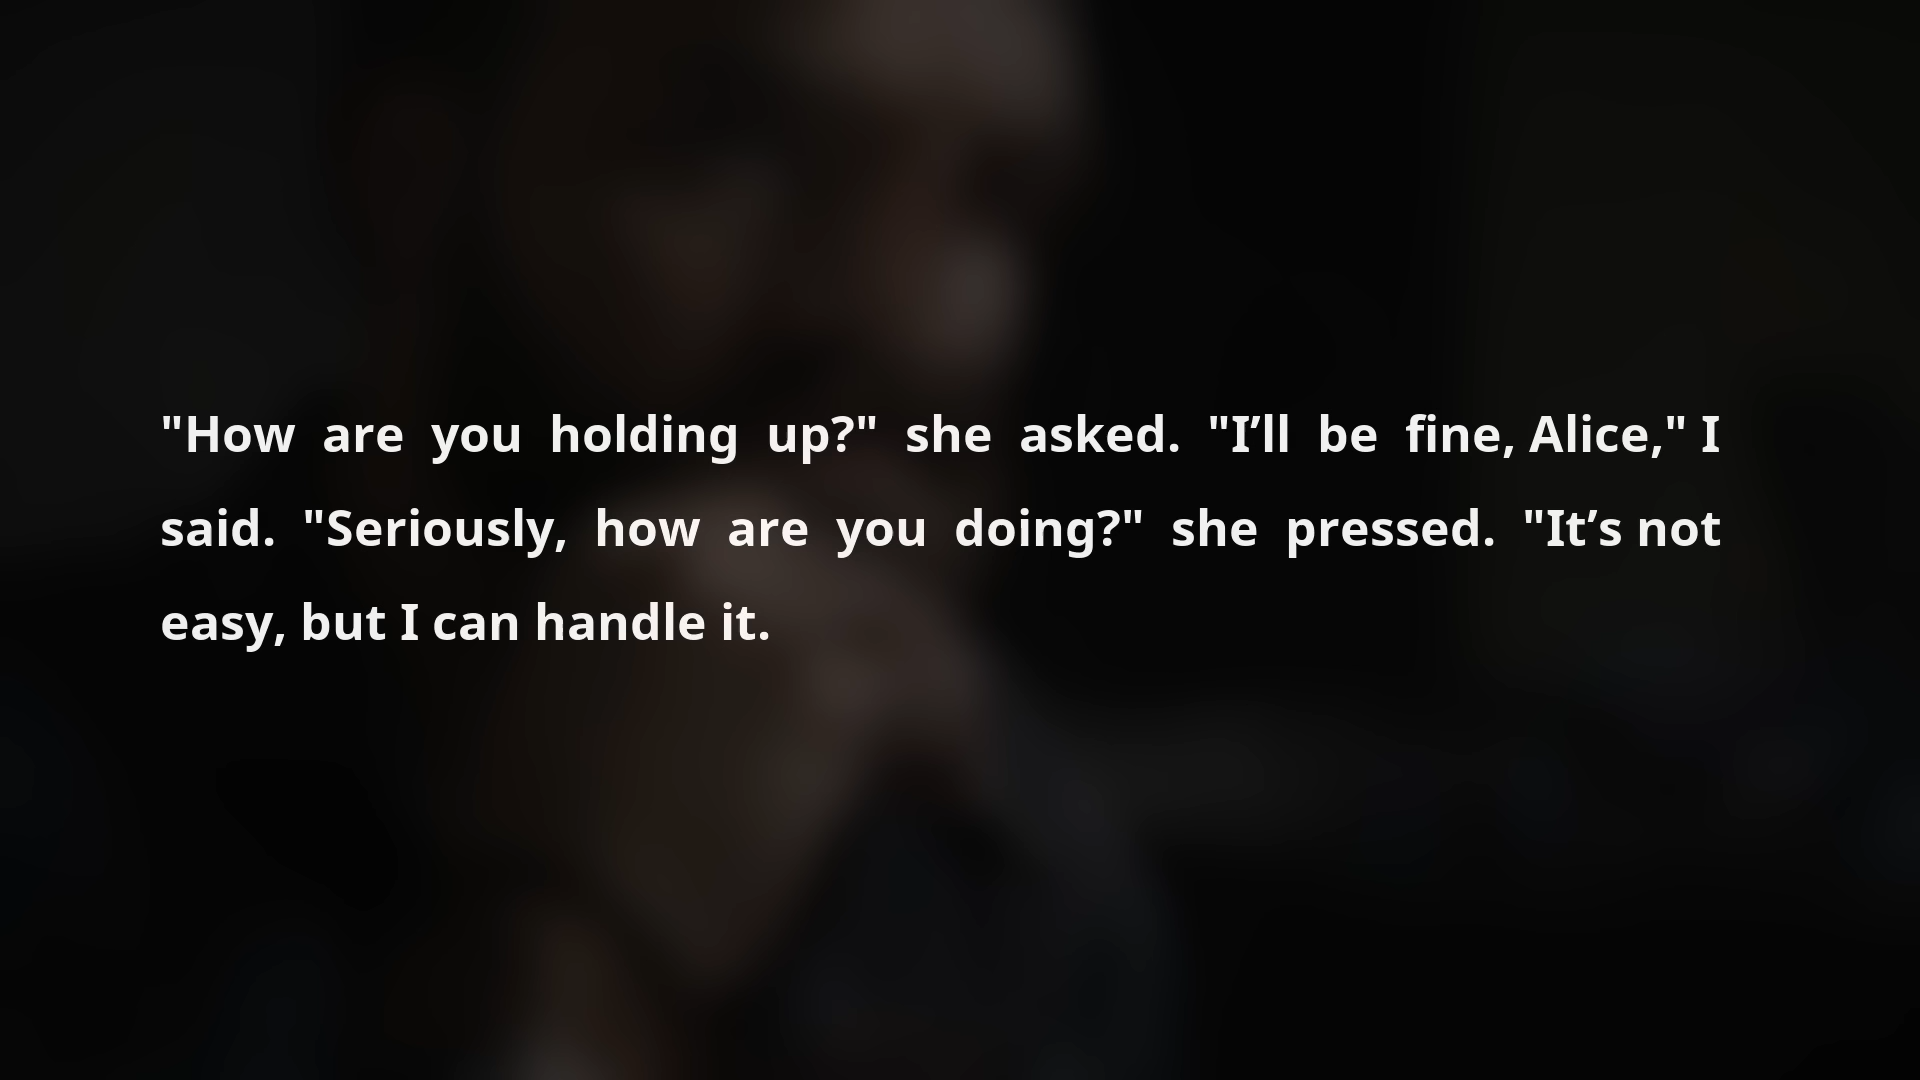 "How are you holding up?" she asked. "I’ll be fine, Alice," I
said. "Seriously, how are you doing?" she pressed. "It’s not
easy, but I can handle it.